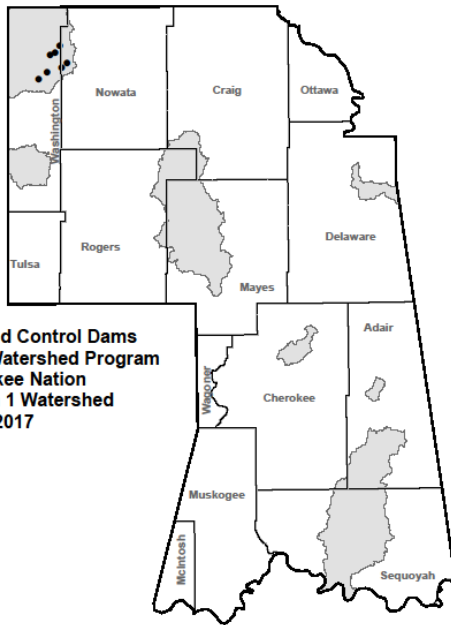 Nowata
Craig
Ottawa
Washington
Rogers
Delaware
Tulsa
Mayes
d Control Dams
Watershed Program
kee Nation
1 Watershed
2017
Adair
Wagoner
Cherokee
Muskogee
McIntosh
Sequoyah